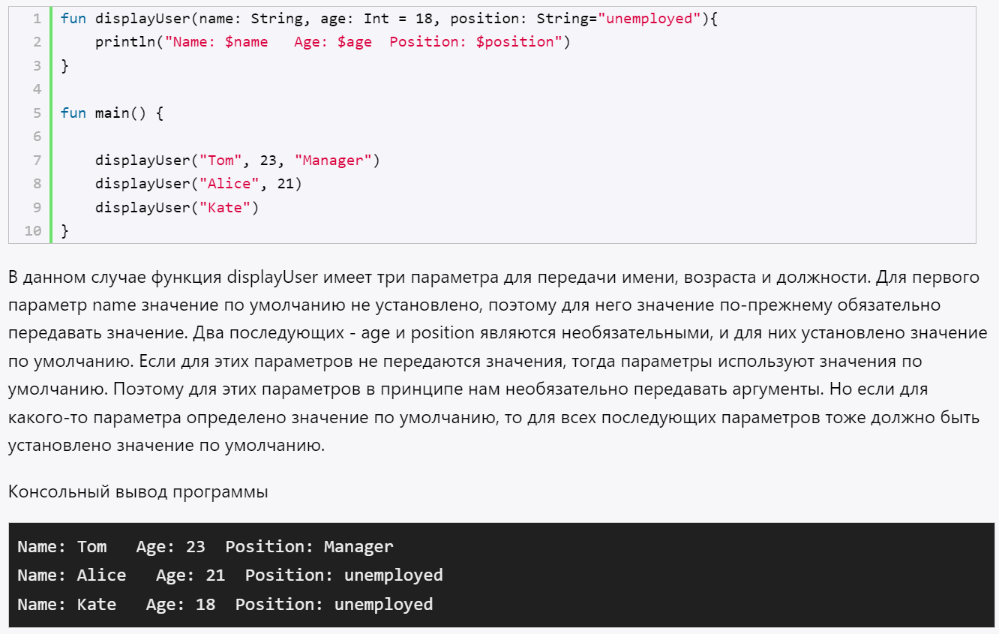 1 fun displayUser(name: String, age: Int = 18, position: String="unemployed"){
2     println("Name: $name   Age: $age  Position: $position")
3 }
4
5 fun main() {
6
7     displayUser("Tom", 23, "Manager")
8     displayUser("Alice", 21)
9     displayUser("Kate")
10 }
В данном случае функция displayUser имеет три параметра для передачи имени, возраста и должности. Для первого
параметр name значение по умолчанию не установлено, поэтому для него значение по-прежнему обязательно
передавать значение. Два последующих - age и position являются необязательными, и для них установлено значение
по умолчанию. Если для этих параметров не передаются значения, тогда параметры используют значения по
умолчанию. Поэтому для этих параметров в принципе нам необязательно передавать аргументы. Но если для
какого-то параметра определено значение по умолчанию, то для всех последующих параметров тоже должно быть
установлено значение по умолчанию.
Консольный вывод программы
Name: Tom   Age: 23  Position: Manager
Name: Alice   Age: 21  Position: unemployed
Name: Kate   Age: 18  Position: unemployed